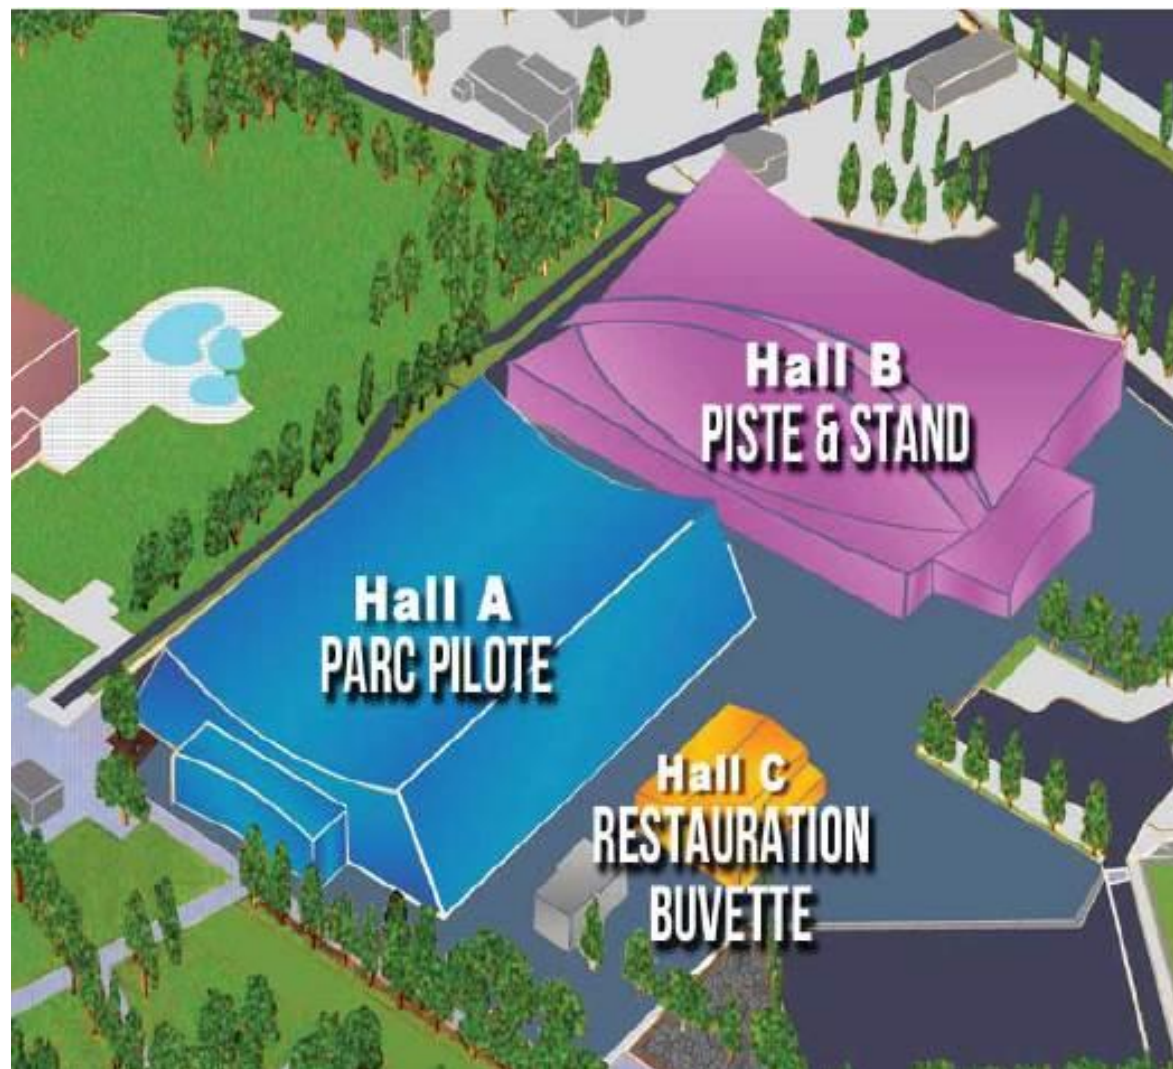 Hall B
PISTE & STAND
Hall A
PARC PILOTE
Hall C
RESTAURATION
BUVETTE